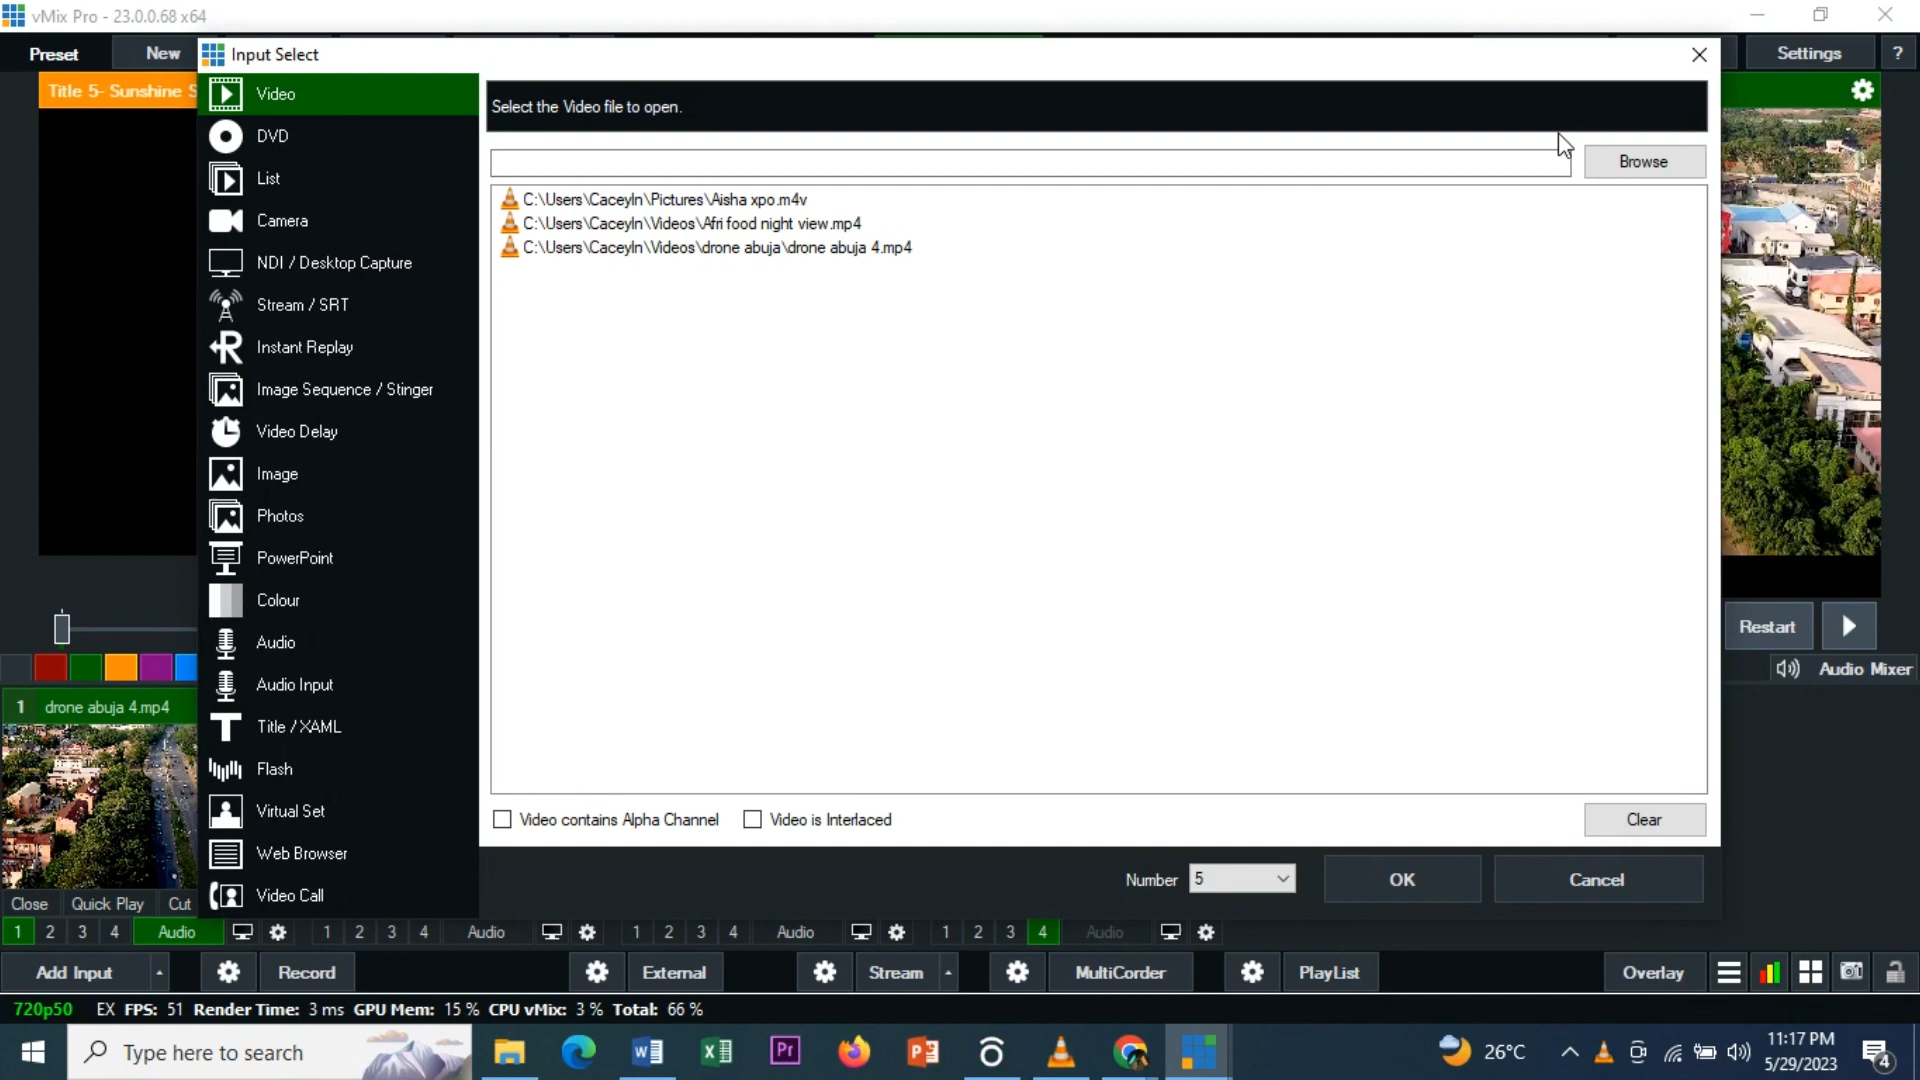 vMix Pro - 23.0.0.68 x64
Preset
New
Settings
?
Input Select
Title 5- Sunshine S
Video
DVD
List
Camera
NDI / Desktop Capture
Stream / SRT
Instant Replay
Image Sequence / Stinger
Video Delay
Image
Photos
PowerPoint
Colour
Audio
Audio Input
Title / XAML
Flash
Virtual Set
Web Browser
Video Call
Select the Video file to open.
Browse
C:\Users\CaceyIn\Pictures\Aisha xpo.m4v
C:\Users\CaceyIn\Videos\Afri food night view.mp4
C:\Users\CaceyIn\Videos\drone abuja\drone abuja 4.mp4
Video contains Alpha Channel
Video is Interlaced
Clear
Number 5
OK
Cancel
Restart
Audio Mixer
1 drone abuja 4.mp4
Close Quick Play Cut
1 2 3 4 Audio 1 2 3 4 Audio 1 2 3 4 Audio 1 2 3 4 Audio
Add Input Record External Stream MultiCorder PlayList Overlay
720p50 EX FPS: 51 Render Time: 3 ms GPU Mem: 15 % CPU vMix: 3 % Total: 66 %
Type here to search
26°C
11:17 PM
5/29/2023
4